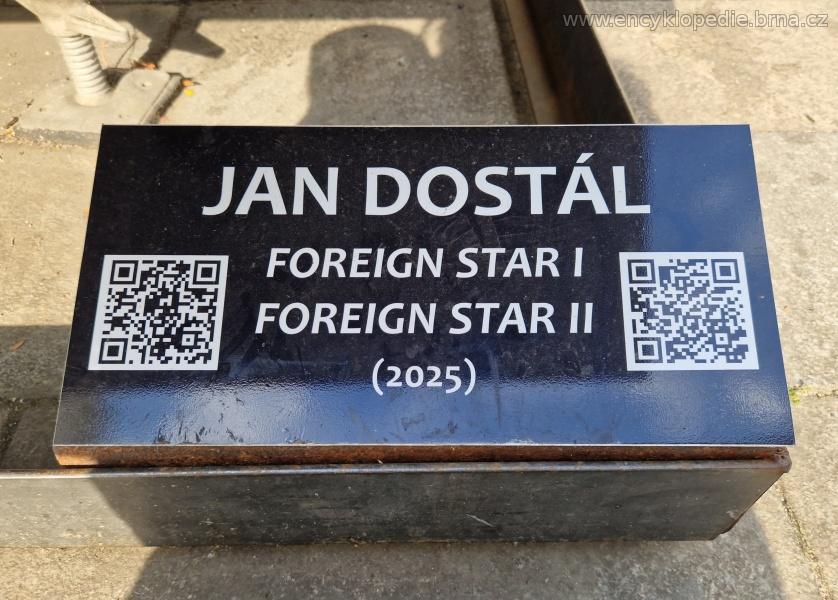 www.encyklopedie.brna.cz
JAN DOSTÁL
FOREIGN STAR I
FOREIGN STAR II
(2025)